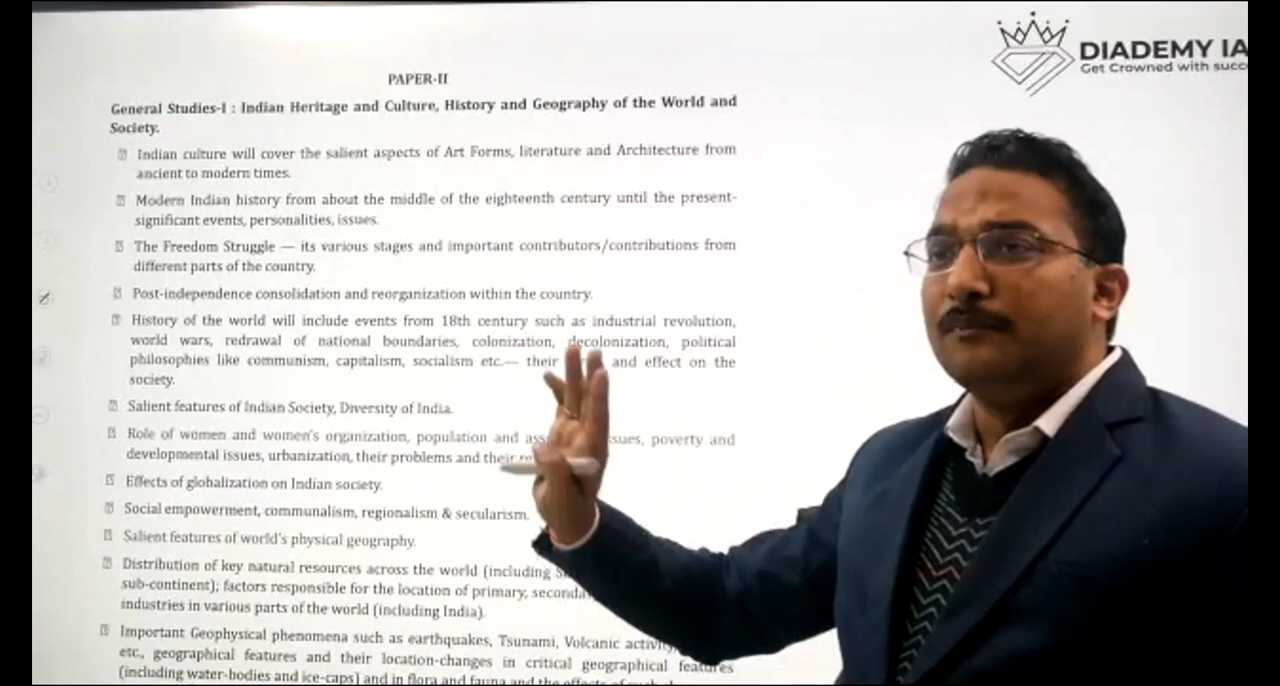 DIADEMY IA
Get Crowned with succ
PAPER-II
General Studies-I : Indian Heritage and Culture, History and Geography of the World and
Society.
Indian culture will cover the salient aspects of Art Forms, literature and Architecture from
ancient to modern times.
Modern Indian history from about the middle of the eighteenth century until the present-
significant events, personalities, issues.
The Freedom Struggle — its various stages and important contributors/contributions from
different parts of the country.
Post-independence consolidation and reorganization within the country.
History of the world will include events from 18th century such as industrial revolution,
world wars, redrawal of national boundaries, colonization, decolonization, political
philosophies like communism, capitalism, socialism etc.— their and effect on the
society.
Salient features of Indian Society, Diversity of India.
Role of women and women's organization, population and ass sues, poverty and
developmental issues, urbanization, their problems and their
Effects of globalization on Indian society.
Social empowerment, communalism, regionalism & secularism.
Salient features of world's physical geography.
Distribution of key natural resources across the world (including
sub-continent); factors responsible for the location of primary, seconda
industries in various parts of the world (including India).
Important Geophysical phenomena such as earthquakes, Tsunami, Volcanic activity
etc., geographical features and their location-changes in critical geographical features
(including water-bodies and ice-caps) and in flora and fauna and the effects of such